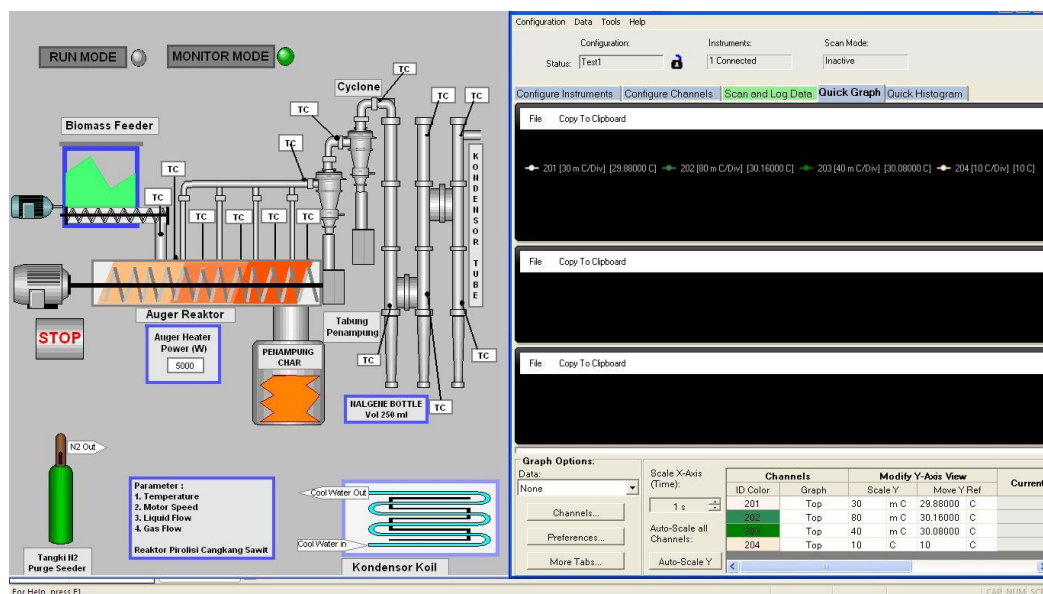 RUN MODE
MONITOR MODE
Biomass Feeder
Cyclone
TC
TC
TC
TC
TC
TC
TC
TC
TC
TC
TC
TC
TC
KONDENSOR TUBE
Auger Reaktor
STOP
Auger Heater
Power (W)
5000
Tabung
Penampung
TC
TC
TC
PENAMPUNG
CHAR
NALGENE BOTTLE
Vol 250 ml
N2 Out
Tangki N2
Purge Seeder
Parameter :
1. Temperature
2. Motor Speed
3. Liquid Flow
4. Gas Flow
Reaktor Pirolisi Cangkang Sawit
Cool Water Out
Cool Water in
Kondensor Koil
Configuration Data Tools Help
Configuration: Instruments: Scan Mode:
Status: Test1 1 Connected Inactive
Configure Instruments Configure Channels Scan and Log Data Quick Graph Quick Histogram
File Copy To Clipboard
201 [30 m C/Div] [29.88000 C] 202 [80 m C/Div] [30.16000 C] 203 [40 m C/Div] [30.08000 C] 204 [10 C/Div] [10 C]
File Copy To Clipboard
File Copy To Clipboard
Graph Options:
Data:
None
Channels...
Preferences...
More Tabs...
Scale X-Axis
(Time):
1 s
Auto-Scale all
Channels:
Auto-Scale Y
Channels Modify Y-Axis View Current
ID Color Graph Scale Y Move Y Ref
201 Top 30 m C 29.88000 C
202 Top 80 m C 30.16000 C
203 Top 40 m C 30.08000 C
204 Top 10 C 10 C
For Help, press F1
CAP NUM SCR